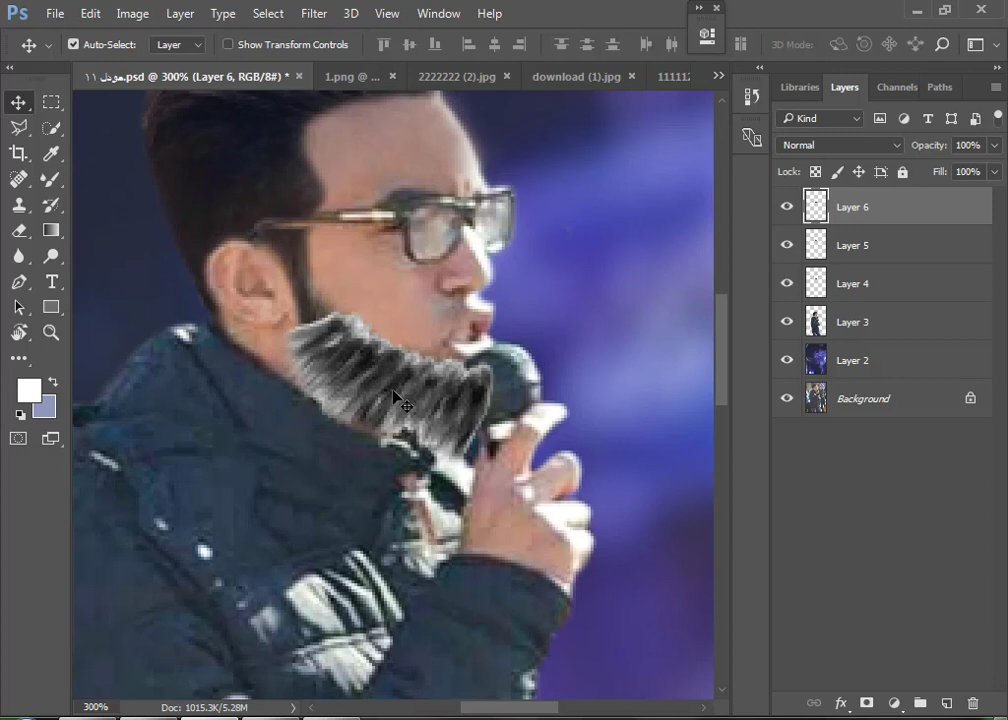 Ps File Edit Image Layer Type Select Filter 3D View Window Help
Auto-Select: Layer Show Transform Controls 3D Mode:
مودل ١١.psd @ 300% (Layer 6, RGB/8#) * 1.png @ ... 2222222 (2).jpg download (1).jpg 111112
Libraries Layers Channels Paths
Kind
Normal Opacity: 100%
Lock: Fill: 100%
Layer 6
Layer 5
Layer 4
Layer 3
Layer 2
Background
300% Doc: 1015.3K/5.28M